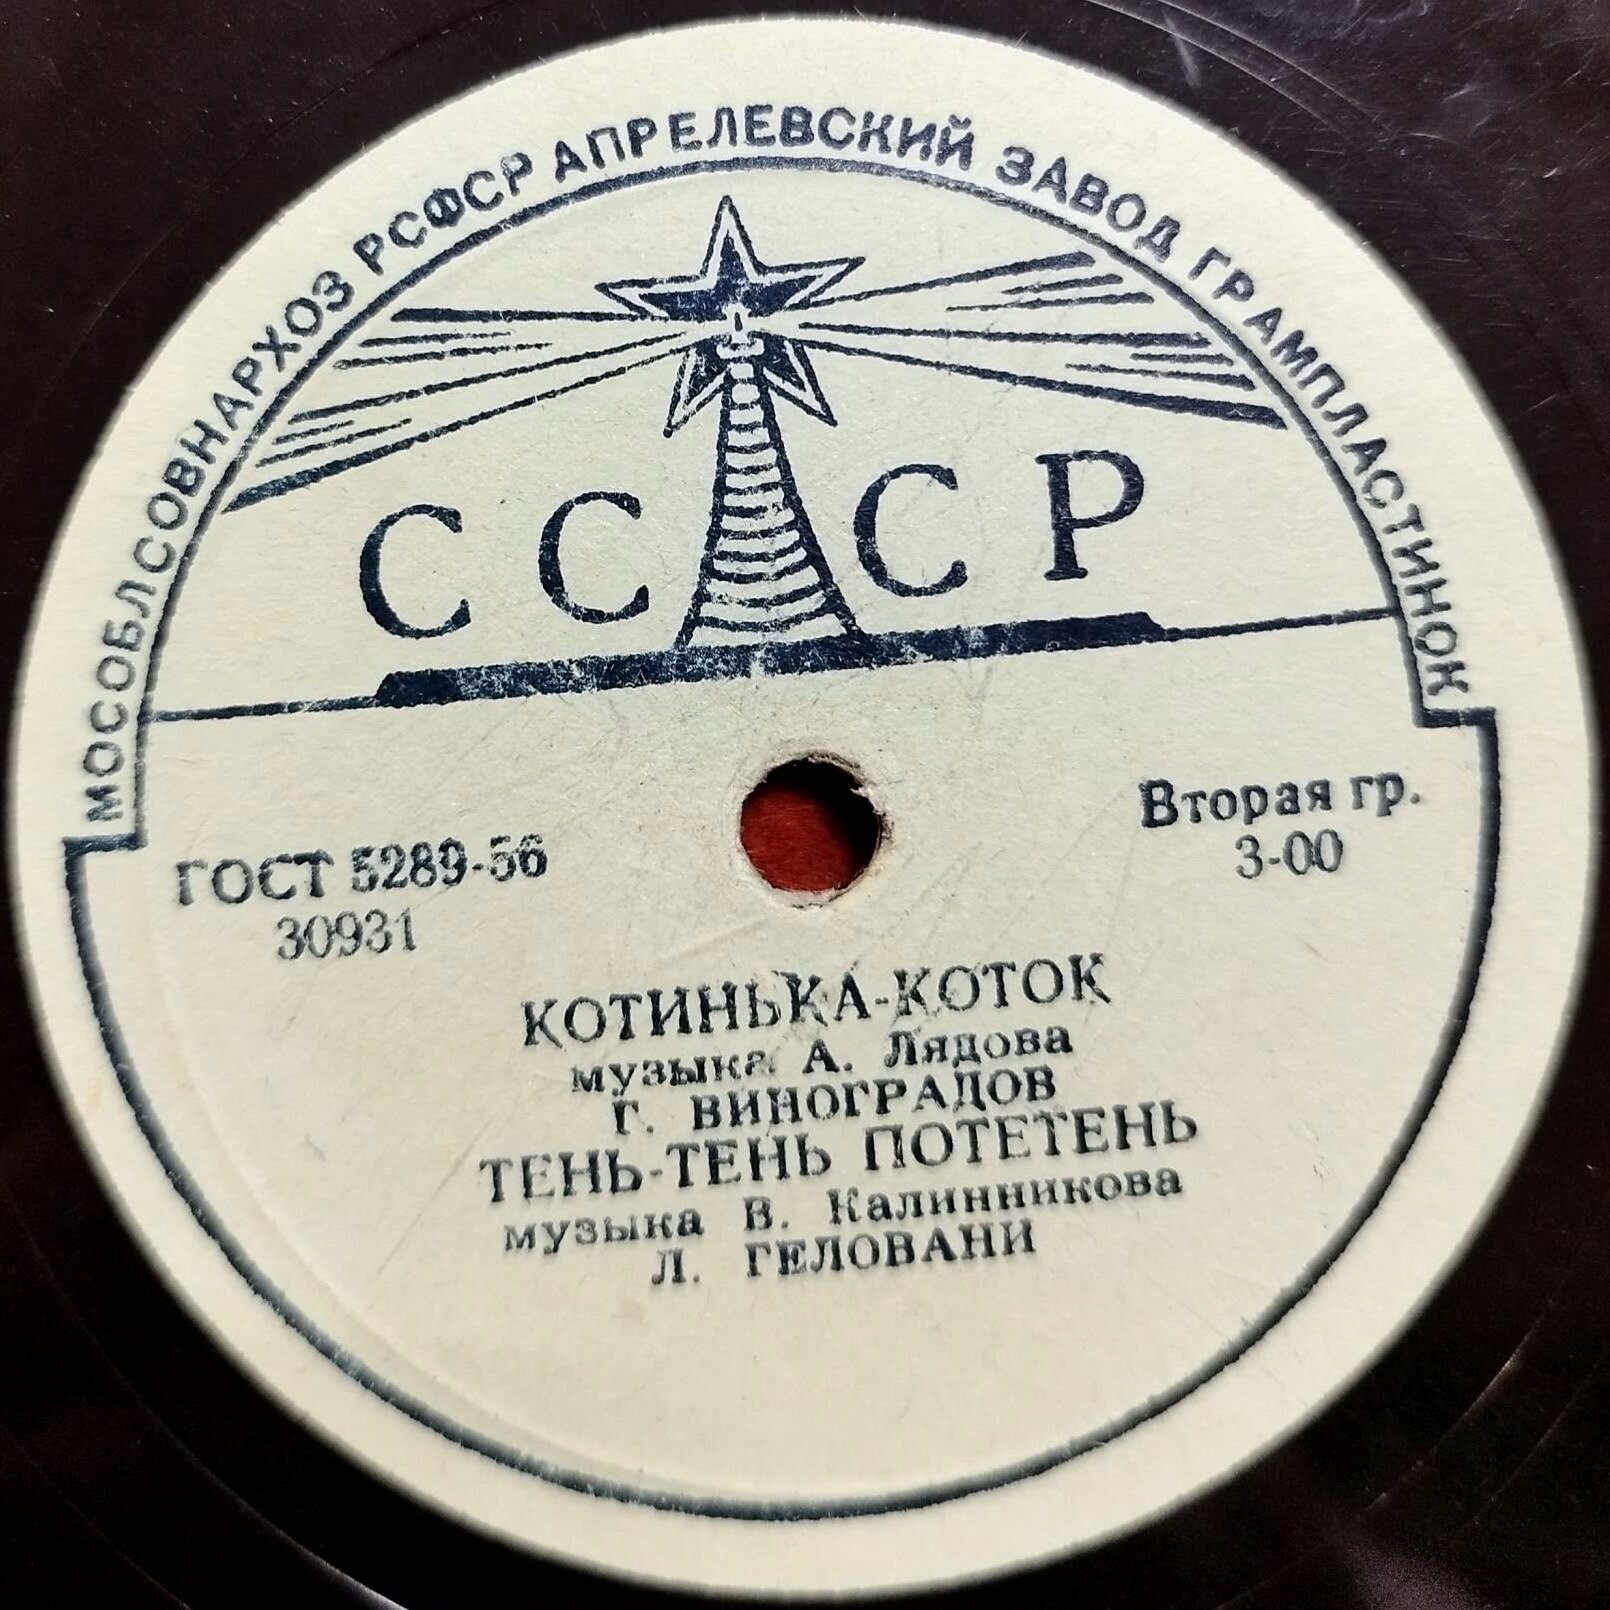 МОСОБЛСОВНАРХОЗ РСФСР АПРЕЛЕВСКИЙ ЗАВОД ГРАМПЛАСТИНОК
СССР
ГОСТ 5289-56
30931
Вторая гр.
3-00
КОТИНЬКА-КОТОК
музыка А. Лядова
Г. ВИНОГРАДОВ
ТЕНЬ-ТЕНЬ ПОТЕТЕНЬ
музыка В. Калинникова
Л. ГЕЛОВАНИ